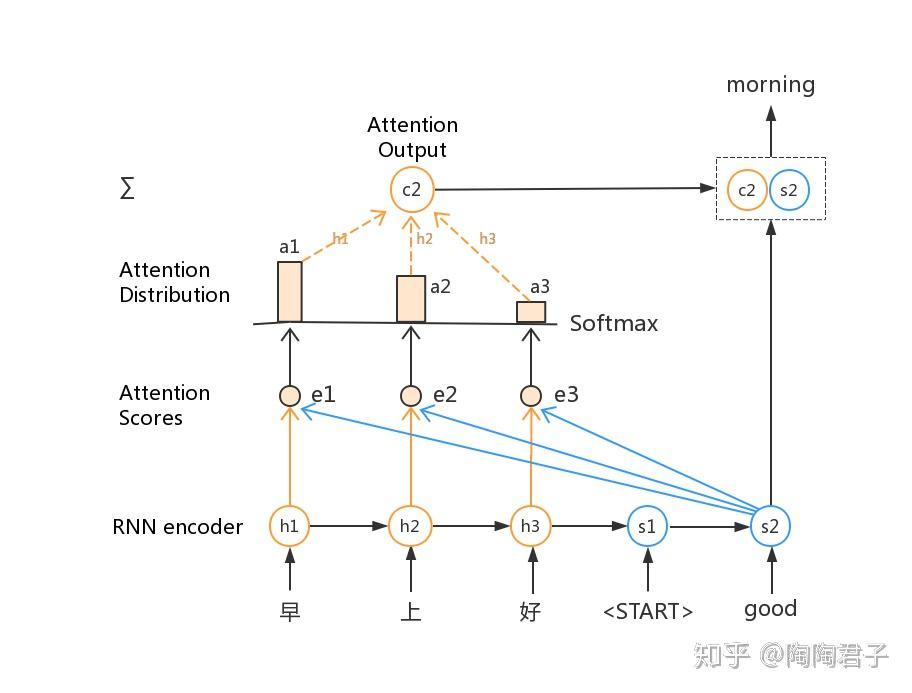 morning
Attention
Output
∑
c2
c2
s2
h1
h2
h3
a1
Attention
Distribution
a2
a3
Softmax
Attention
Scores
e1
e2
e3
RNN encoder
h1
h2
h3
s1
s2
早
上
好
<START>
good
知乎 @陶陶君子